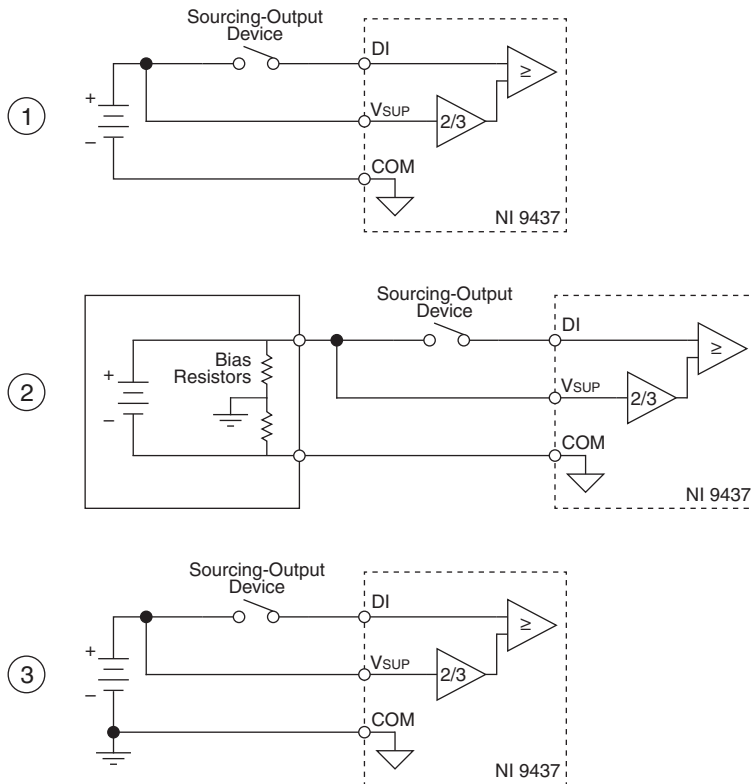 Sourcing-Output
Device
DI
≥
1
+
–
VSUP
2/3
COM
NI 9437
Sourcing-Output
Device
DI
≥
2
+
–
Bias
Resistors
VSUP
2/3
COM
NI 9437
Sourcing-Output
Device
DI
≥
3
+
–
VSUP
2/3
COM
NI 9437